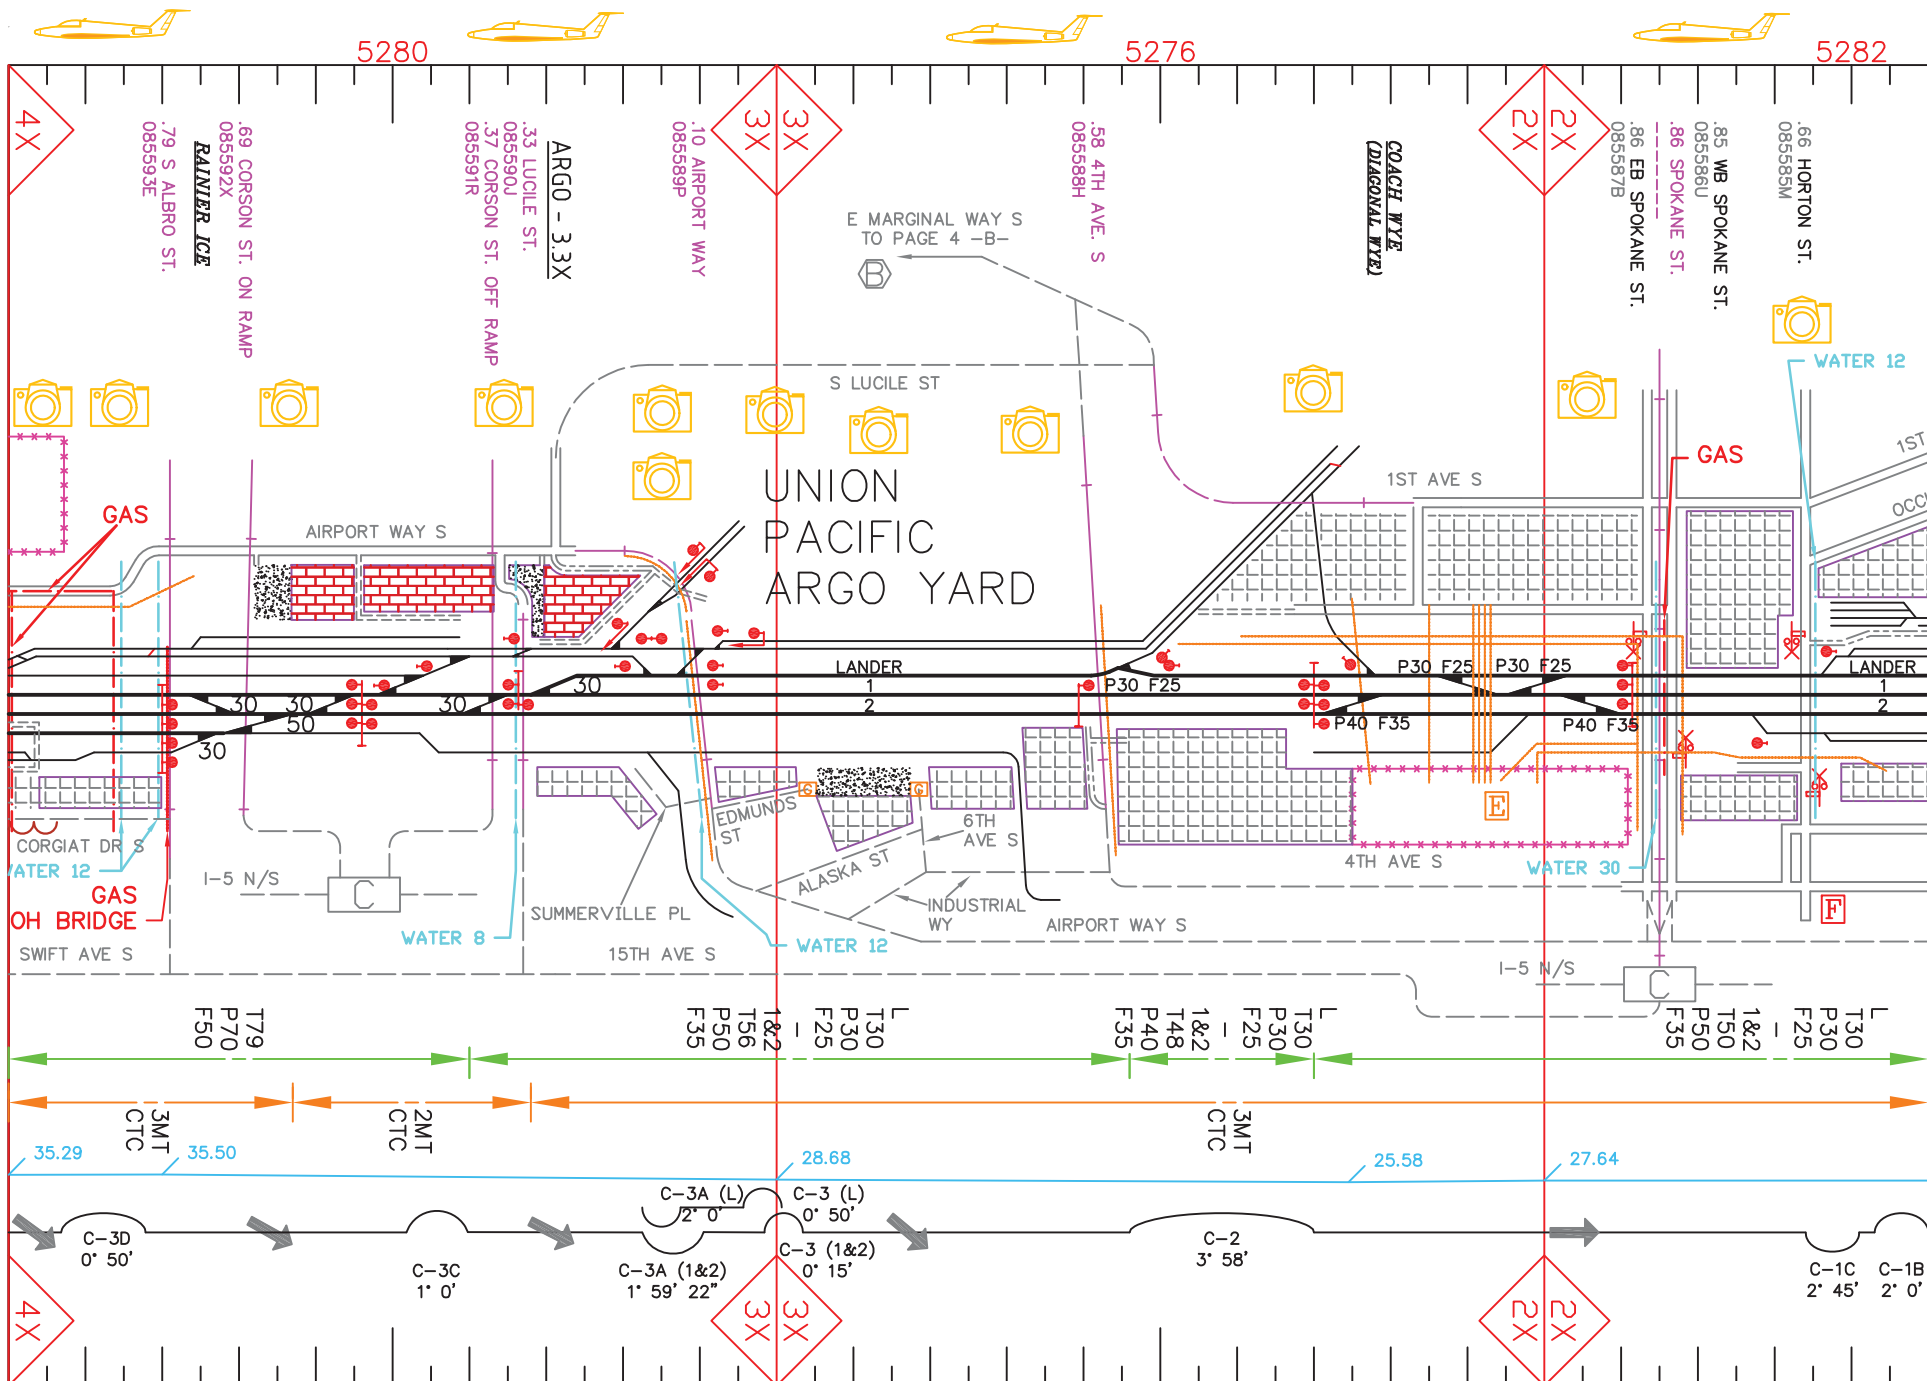 5280
5276
5282
4X
3X
3X
2X
2X
.79 S ALBRO ST.
085593E
RAINIER ICE
.69 CORSON ST. ON RAMP
085592X
ARGO - 3.3X
.33 LUCILE ST.
085590J
.37 CORSON ST. OFF RAMP
085591R
.10 AIRPORT WAY
085589P
E MARGINAL WAY S
TO PAGE 4 -B-
B
.58 4TH AVE. S
085588H
COACH WYE
(DIAGONAL WYE)
.66 HORTON ST.
085585M
.85 WB SPOKANE ST.
085586U
.86 SPOKANE ST.
.86 EB SPOKANE ST.
085587B
WATER 12
S LUCILE ST
1ST
OCCI
GAS
1ST AVE S
GAS
AIRPORT WAY S
UNION
PACIFIC
ARGO YARD
LANDER
1
2
30
30
30
50
30
30
P30 F25
P30 F25
P30 F25
P40 F35
P40 F35
LANDER
1
2
G
G
E
F
CORGIAT DR S
WATER 12
GAS
OH BRIDGE
SWIFT AVE S
I-5 N/S
C
WATER 8
SUMMERVILLE PL
15TH AVE S
EDMUNDS
ST
ALASKA ST
6TH
AVE S
INDUSTRIAL
WY
WATER 12
AIRPORT WAY S
4TH AVE S
WATER 30
I-5 N/S
C
T79
P70
F50
L
T30
P30
F25
-
1&2
T56
P50
F35
L
T30
P30
F25
-
1&2
T48
P40
F35
L
T30
P30
F25
-
1&2
T50
P50
F35
3MT
CTC
2MT
CTC
3MT
CTC
35.29
35.50
28.68
25.58
27.64
C-3D
0° 50'
C-3C
1° 0'
C-3A (L)
2° 0'
C-3A (1&2)
1° 59' 22"
C-3 (L)
0° 50'
C-3 (1&2)
0° 15'
C-2
3° 58'
C-1C
2° 45'
C-1B
2° 0'
4X
3X
3X
2X
2X